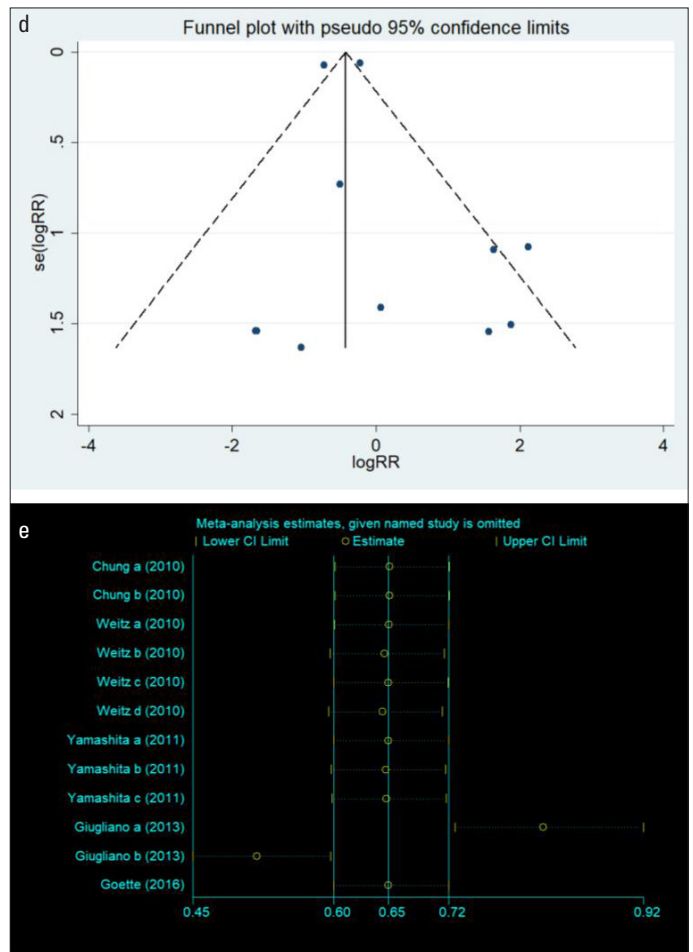 d
Funnel plot with pseudo 95% confidence limits
0
.5
1
1.5
2
se(logRR)
-4
-2
0
2
4
logRR
e
Meta-analysis estimates, given named study is omitted
Lower CI Limit
Estimate
Upper CI Limit
Chung a (2010)
Chung b (2010)
Weitz a (2010)
Weitz b (2010)
Weitz c (2010)
Weitz d (2010)
Yamashita a (2011)
Yamashita b (2011)
Yamashita c (2011)
Giugliano a (2013)
Giugliano b (2013)
Goette (2016)
0.45
0.60
0.65
0.72
0.92